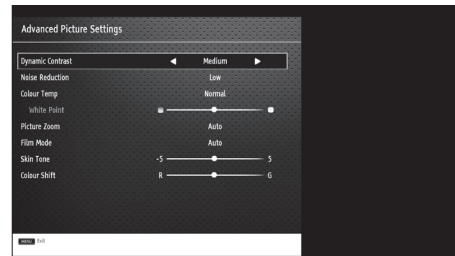 Advanced Picture Settings
Dynamic Contrast Medium
Noise Reduction Low
Colour Temp Normal
White Point
Picture Zoom Auto
Film Mode Auto
Skin Tone -5 5
Colour Shift R G
MENU Exit